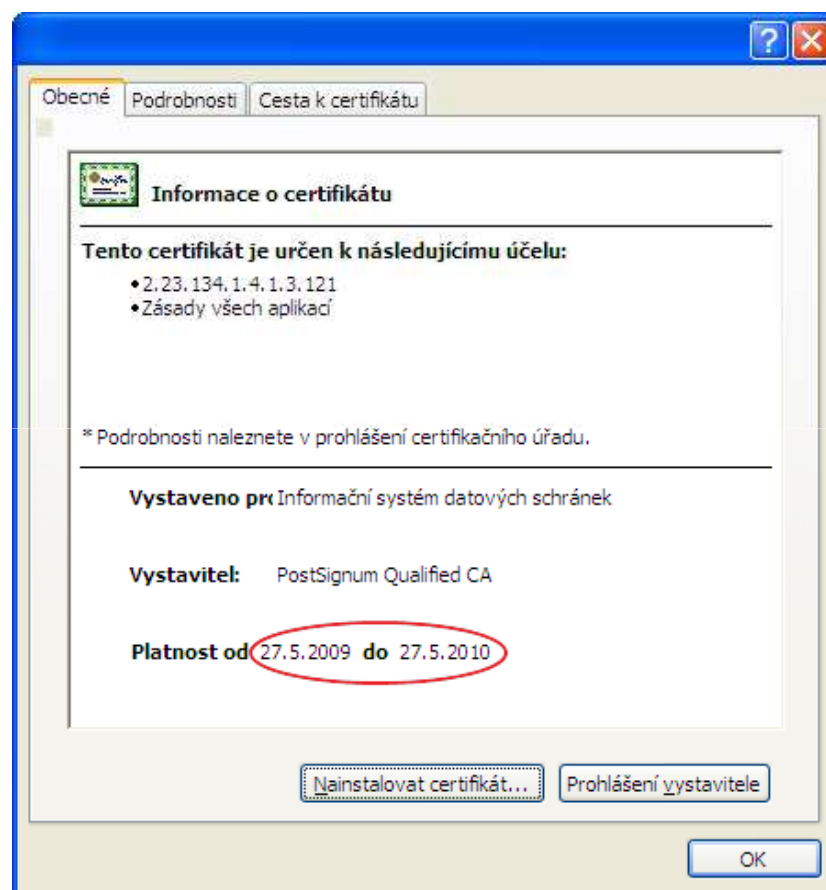 Obecné Podrobnosti Cesta k certifikátu
Informace o certifikátu
Tento certifikát je určen k následujícímu účelu:
•2.23.134.1.4.1.3.121
•Zásady všech aplikací
* Podrobnosti naleznete v prohlášení certifikačního úřadu.
Vystaveno pro Informační systém datových schránek
Vystavitel: PostSignum Qualified CA
Platnost od 27.5.2009 do 27.5.2010
Nainstalovat certifikát... Prohlášení vystavitele
OK